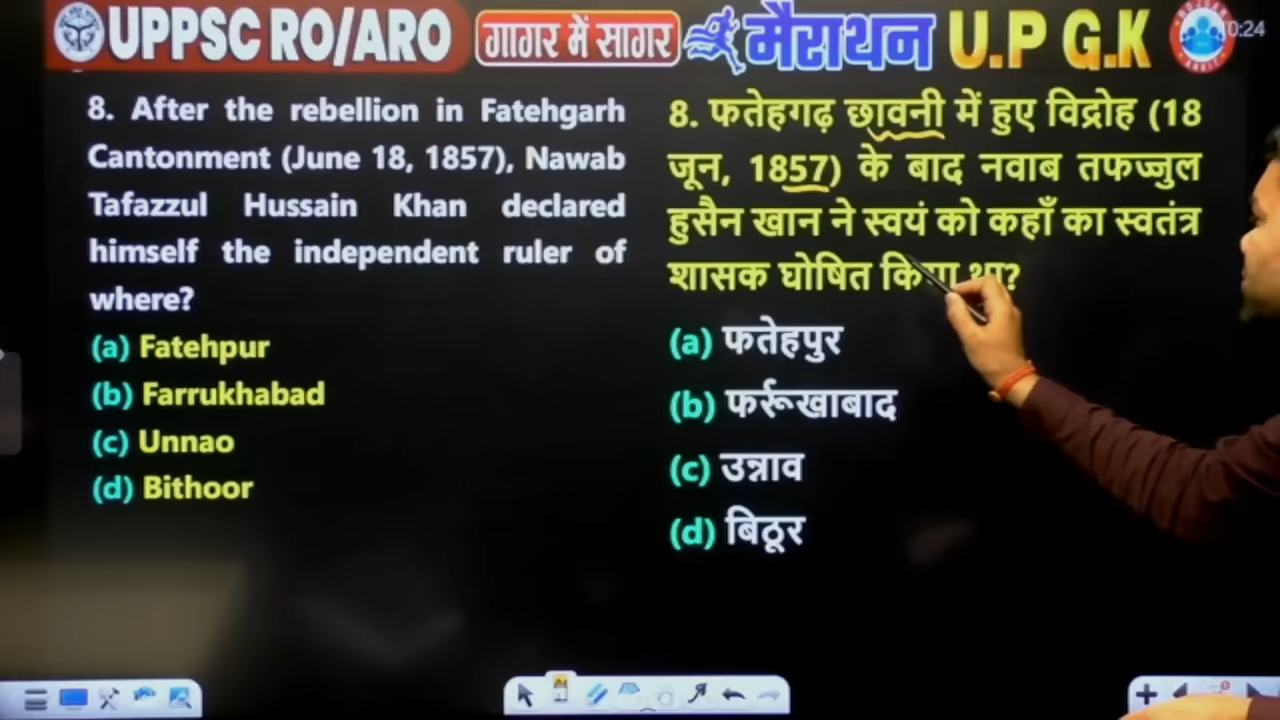 UPPSC RO/ARO गागर में सागर मैराथन U.P G.K
8. After the rebellion in Fatehgarh
Cantonment (June 18, 1857), Nawab
Tafazzul Hussain Khan declared
himself the independent ruler of
where?
(a) Fatehpur
(b) Farrukhabad
(c) Unnao
(d) Bithoor
8. फतेहगढ़ छावनी में हुए विद्रोह (18
जून, 1857) के बाद नवाब तफज्जुल
हुसैन खान ने स्वयं को कहाँ का स्वतंत्र
शासक घोषित किया था?
(a) फतेहपुर
(b) फर्रूखाबाद
(c) उन्नाव
(d) बिठूर